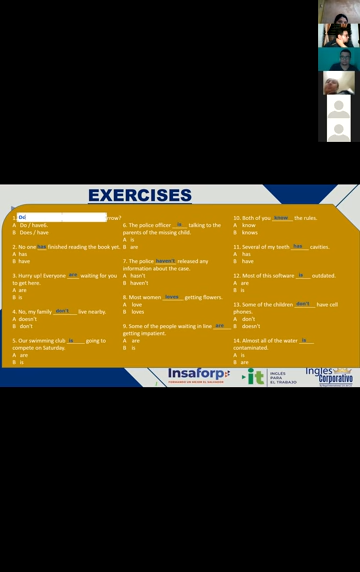 EXERCISES
1. Do rrow?
A Do / have6.
B Does / have
2. No one has finished reading the book yet.
A has
B have
3. Hurry up! Everyone are waiting for you
to get here.
A are
B is
4. No, my family don't live nearby.
A doesn't
B don't
5. Our swimming club is going to
compete on Saturday.
A are
B is
6. The police officer is talking to the
parents of the missing child.
A is
B are
7. The police haven't released any
information about the case.
A hasn't
B haven't
8. Most women loves getting flowers.
A love
B loves
9. Some of the people waiting in line are
getting impatient.
A are
B is
10. Both of you know the rules.
A know
B knows
11. Several of my teeth has cavities.
A has
B have
12. Most of this software is outdated.
A are
B is
13. Some of the children don't have cell
phones.
A don't
B doesn't
14. Almost all of the water is
contaminated.
A is
B are
Insaforp
it
INGLÉS
PARA
EL TRABAJO
Inglés
Corporativo